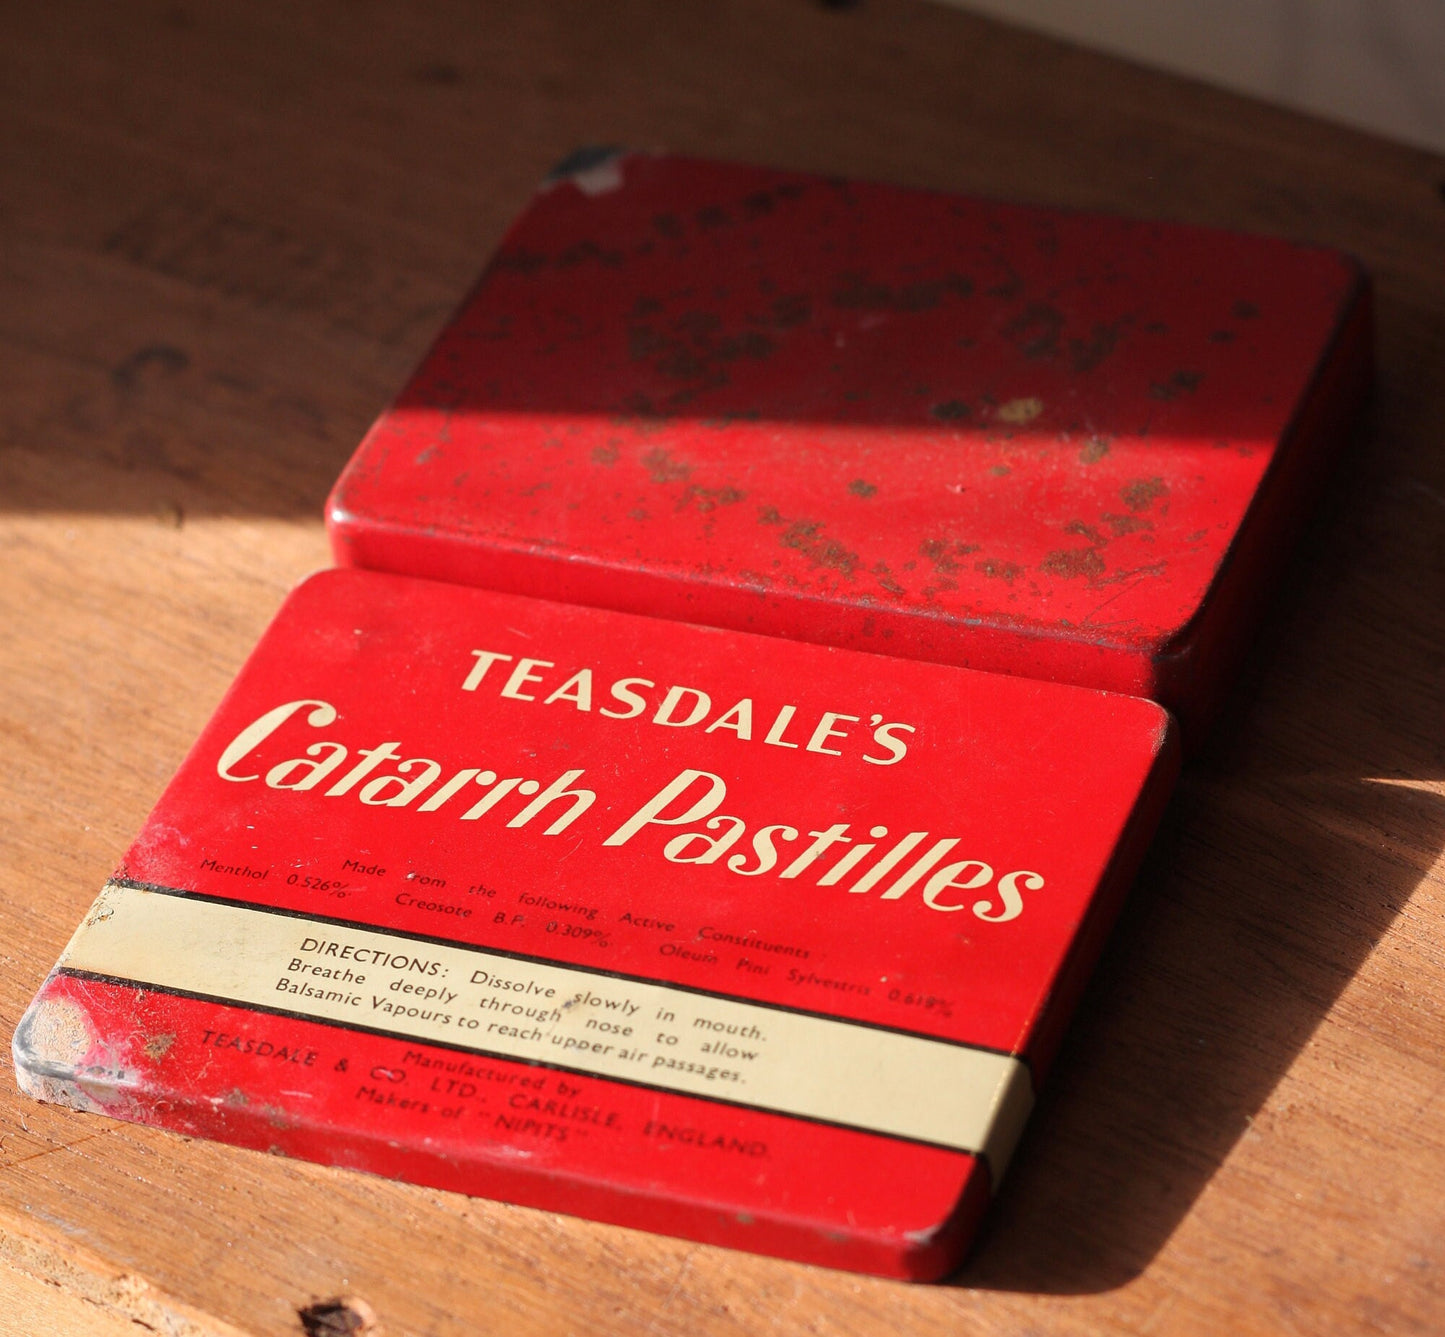 TEASDALE'S
Catarrh Pastilles
Made from the following Active Constituents
Menthol 0.526%. Creosote B.P. 0.309%. Oleum Pini Sylvestris 0.618%
DIRECTIONS: Dissolve slowly in mouth.
Breathe deeply through nose to allow
Balsamic Vapours to reach upper air passages.
Manufactured by
TEASDALE & CO. LTD., CARLISLE, ENGLAND.
Makers of "NIPITS"